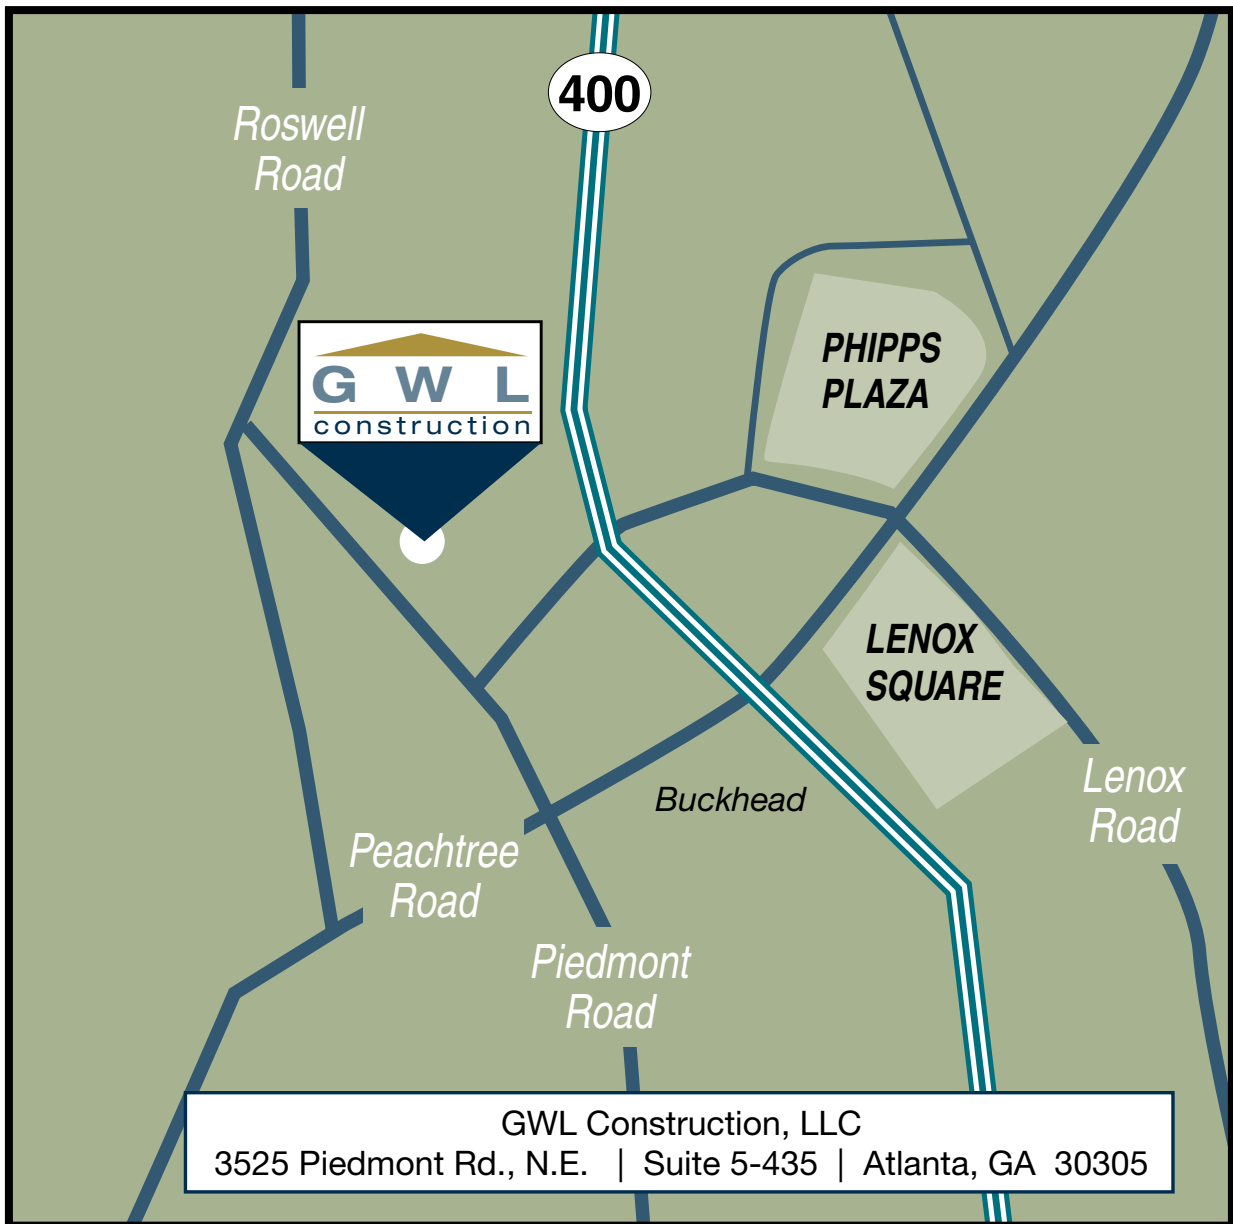 400
Roswell
Road
G W L
construction
PHIPPS
PLAZA
LENOX
SQUARE
Buckhead
Lenox
Road
Peachtree
Road
Piedmont
Road
GWL Construction, LLC
3525 Piedmont Rd., N.E. | Suite 5-435 | Atlanta, GA 30305